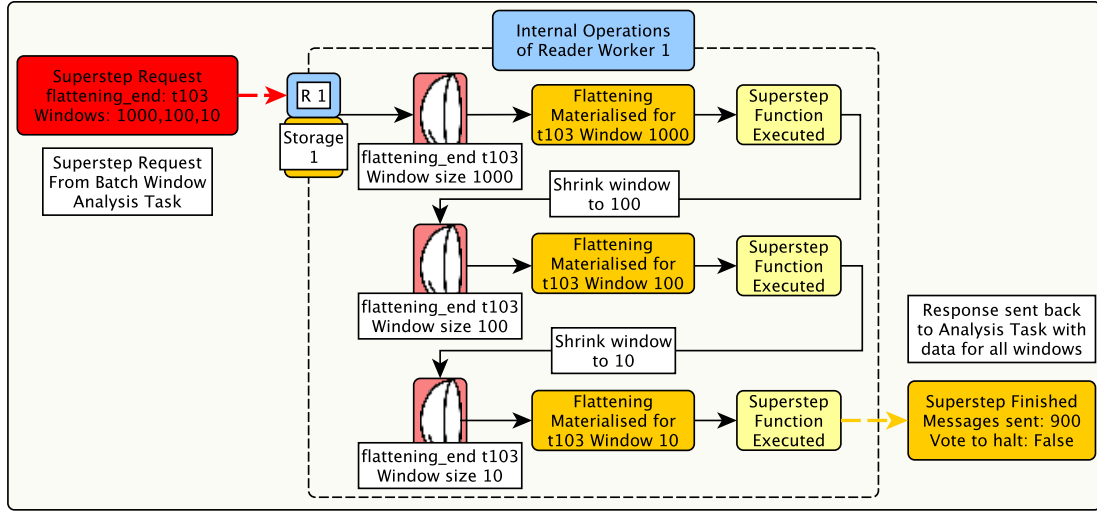 Internal Operations
of Reader Worker 1
Superstep Request
flattening_end: t103
Windows: 1000,100,10
Superstep Request
From Batch Window
Analysis Task
R 1
Storage
1
flattening_end t103
Window size 1000
Flattening
Materialised for
t103 Window 1000
Superstep
Function
Executed
Shrink window
to 100
flattening_end t103
Window size 100
Flattening
Materialised for
t103 Window 100
Superstep
Function
Executed
Shrink window
to 10
flattening_end t103
Window size 10
Flattening
Materialised for
t103 Window 10
Superstep
Function
Executed
Response sent back
to Analysis Task with
data for all windows
Superstep Finished
Messages sent: 900
Vote to halt: False